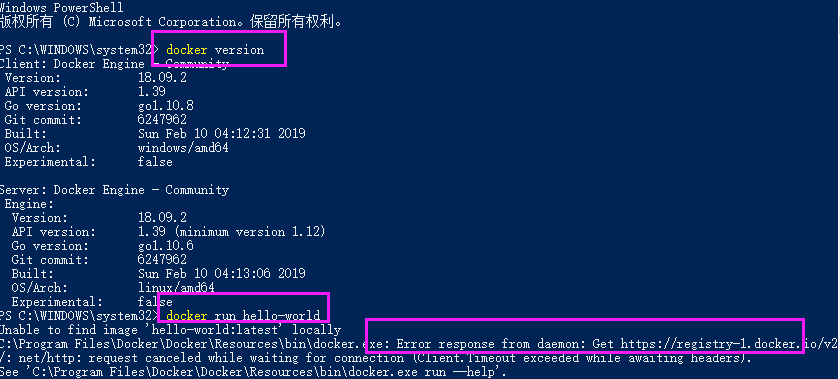 Windows PowerShell
版权所有 (C) Microsoft Corporation。保留所有权利。
PS C:\WINDOWS\system32> docker version
Client: Docker Engine - Community
Version: 18.09.2
API version: 1.39
Go version: go1.10.8
Git commit: 6247962
Built: Sun Feb 10 04:12:31 2019
OS/Arch: windows/amd64
Experimental: false
Server: Docker Engine - Community
Engine:
Version: 18.09.2
API version: 1.39 (minimum version 1.12)
Go version: go1.10.6
Git commit: 6247962
Built: Sun Feb 10 04:13:06 2019
OS/Arch: linux/amd64
Experimental: false
PS C:\WINDOWS\system32> docker run hello-world
Unable to find image 'hello-world:latest' locally
C:\Program Files\Docker\Docker\Resources\bin\docker.exe: Error response from daemon: Get https://registry-1.docker.io/v2
/: net/http: request canceled while waiting for connection (Client.Timeout exceeded while awaiting headers).
See 'C:\Program Files\Docker\Docker\Resources\bin\docker.exe run --help'.